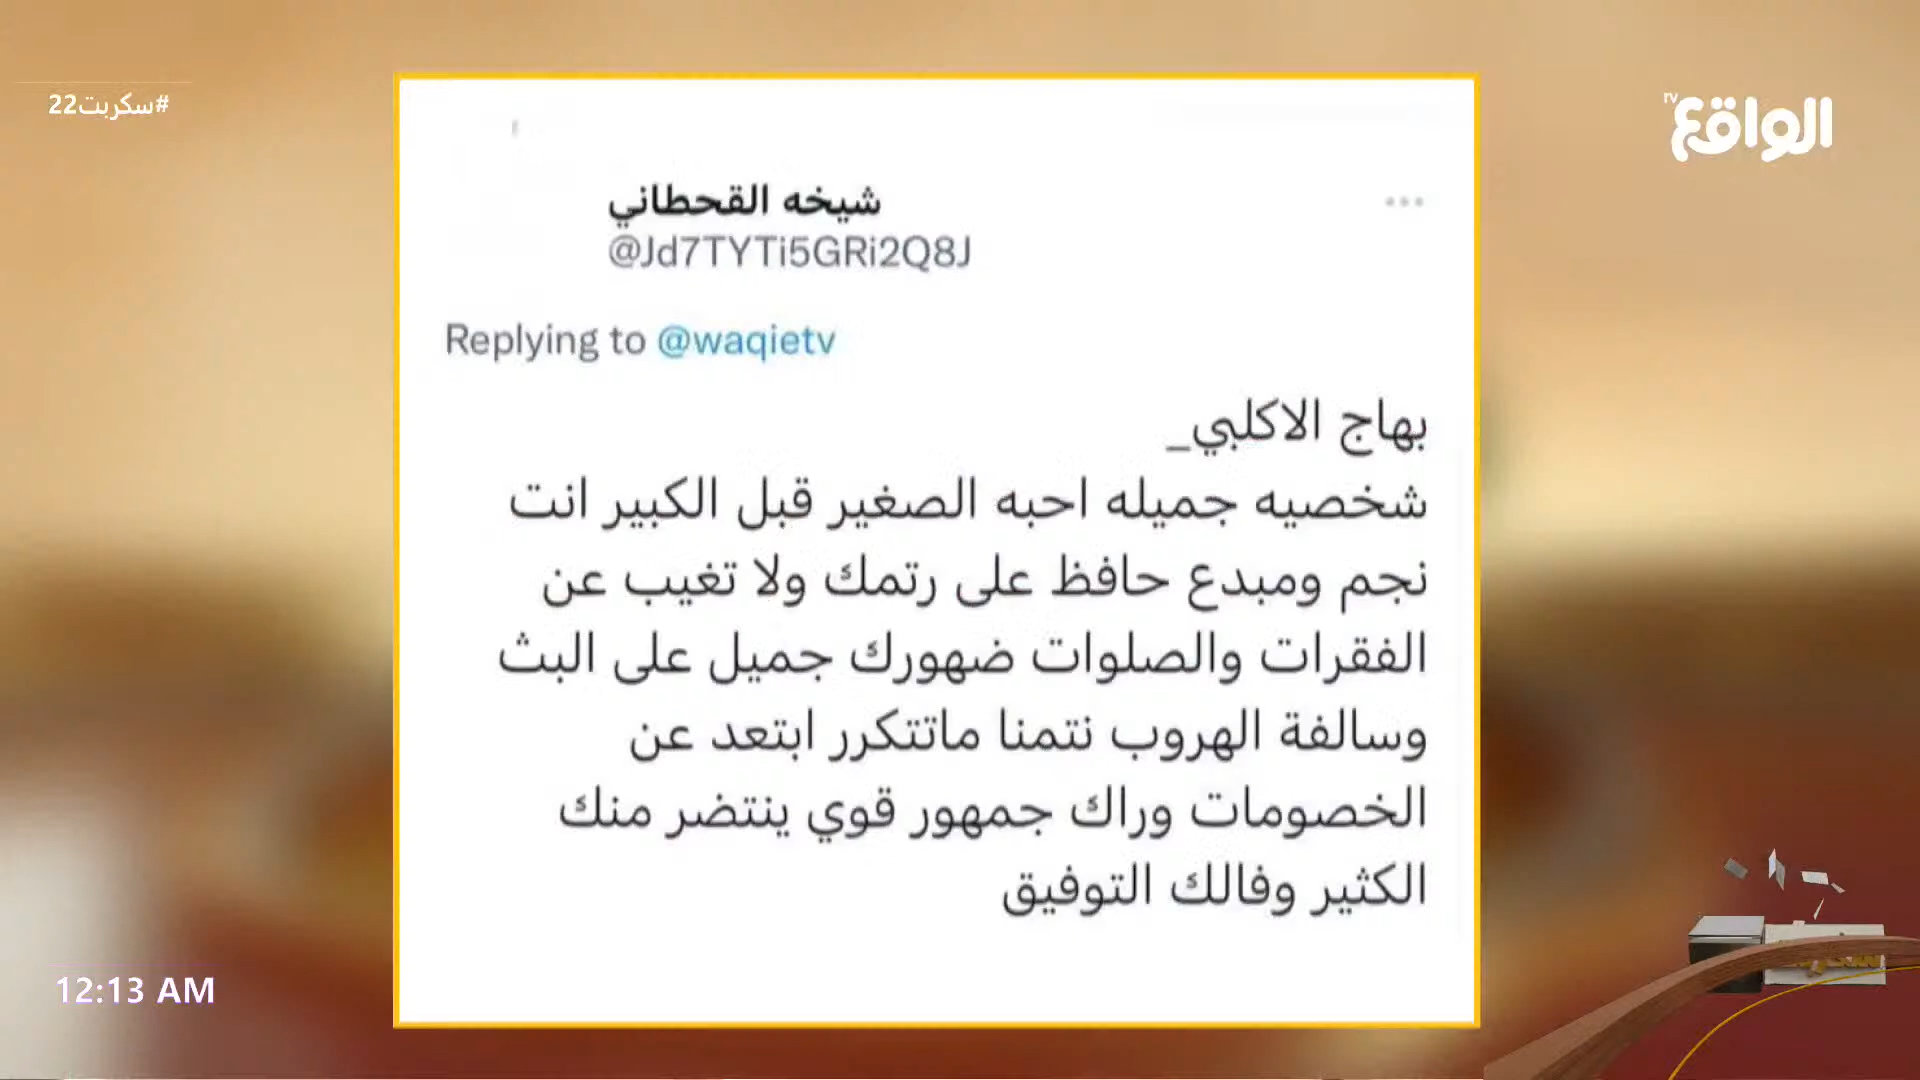 #سكربت22
الواقع
TV
شيخه القحطاني
@Jd7TYTi5GRi2Q8J
Replying to @waqietv
بهاج الاكلبي_
شخصيه جميله احبه الصغير قبل الكبير انت
نجم ومبدع حافظ على رتمك ولا تغيب عن
الفقرات والصلوات ضهورك جميل على البث
وسالفة الهروب نتمنا ماتتكرر ابتعد عن
الخصومات وراك جمهور قوي ينتضر منك
الكثير وفالك التوفيق
12:13 AM